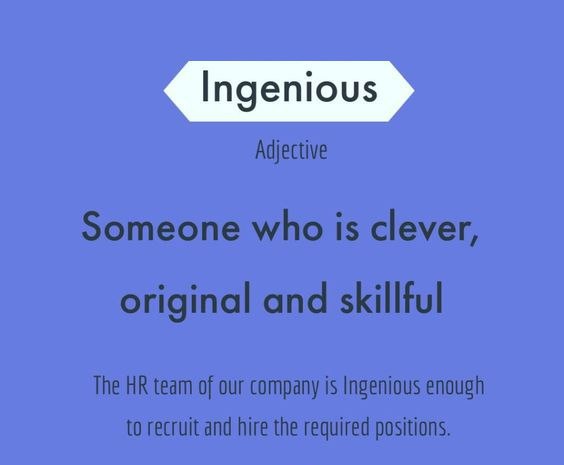 Ingenious
Adjective
Someone who is clever,
original and skillful
The HR team of our company is Ingenious enough
to recruit and hire the required positions.